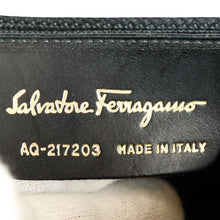 Salvatore Ferragamo
AQ-217203 MADE IN ITALY